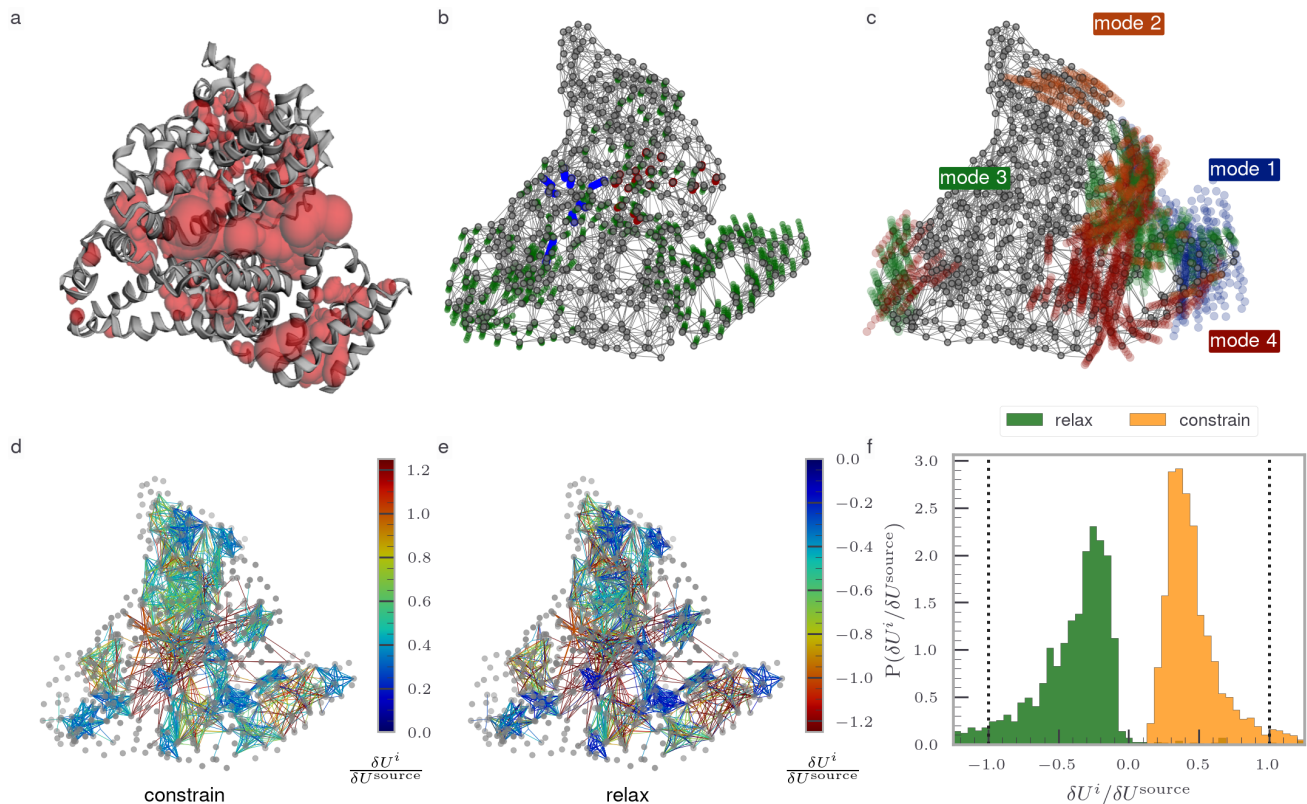 a
b
c
mode 2
mode 3
mode 1
mode 4
relax
constrain
d
e
f
1.2
1.0
0.8
0.6
0.4
0.2
0.0
δU^i
δU^source
constrain
0.0
−0.2
−0.4
−0.6
−0.8
−1.0
−1.2
δU^i
δU^source
relax
P(δU^i/δU^source)
3.0
2.5
2.0
1.5
1.0
0.5
0.0
−1.0 −0.5 0.0 0.5 1.0
δU^i/δU^source